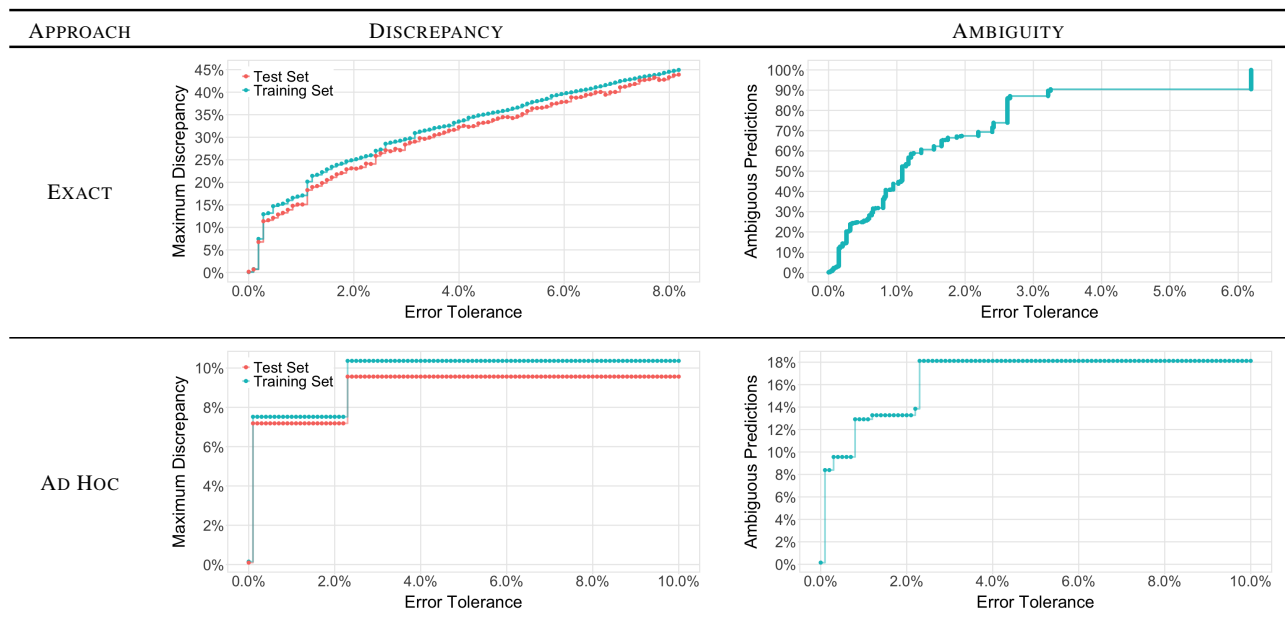 APPROACH DISCREPANCY AMBIGUITY
EXACT
Maximum Discrepancy
45%
40%
35%
30%
25%
20%
15%
10%
5%
0%
Test Set
Training Set
0.0% 2.0% 4.0% 6.0% 8.0%
Error Tolerance
Ambiguous Predictions
100%
90%
80%
70%
60%
50%
40%
30%
20%
10%
0%
0.0% 1.0% 2.0% 3.0% 4.0% 5.0% 6.0%
Error Tolerance
AD HOC
Maximum Discrepancy
10%
8%
6%
4%
2%
0%
Test Set
Training Set
0.0% 2.0% 4.0% 6.0% 8.0% 10.0%
Error Tolerance
Ambiguous Predictions
18%
16%
14%
12%
10%
8%
6%
4%
2%
0%
0.0% 2.0% 4.0% 6.0% 8.0% 10.0%
Error Tolerance